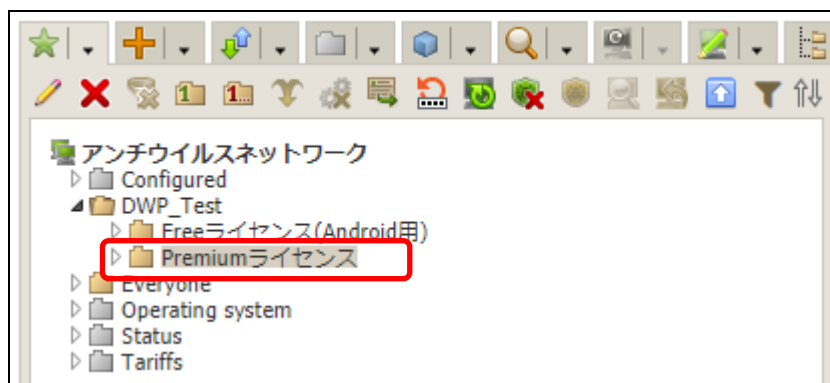 アンチウイルスネットワーク
Configured
DWP_Test
Freeライセンス(Android用)
Premiumライセンス
Everyone
Operating system
Status
Tariffs